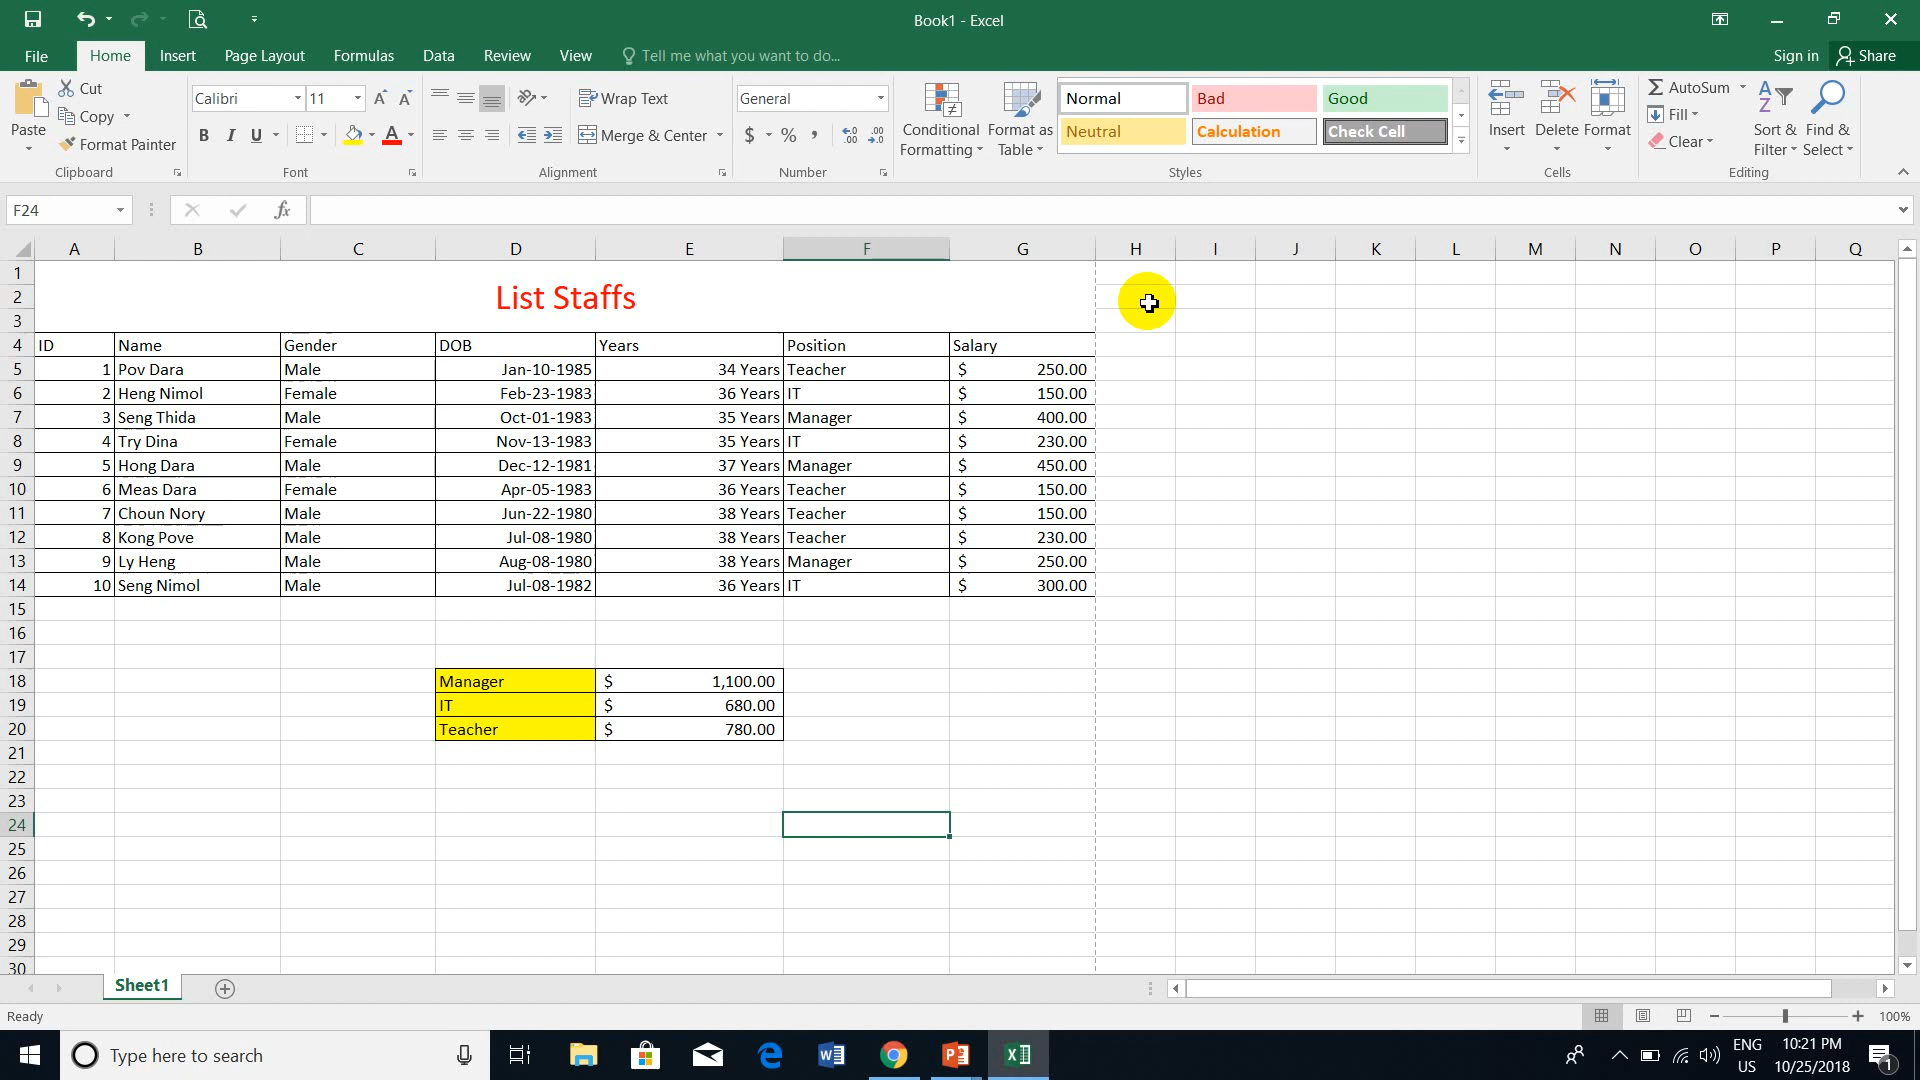 Book1 - Excel
File Home Insert Page Layout Formulas Data Review View Tell me what you want to do... Sign in Share
Paste Cut Calibri 11 A A Wrap Text General Normal Bad Good Insert Delete Format AutoSum Sort & Find &
Copy B I U A Merge & Center $ % , Conditional Format as Neutral Calculation Check Cell Fill Filter Select
Format Painter Formatting Table Clear
Clipboard Font Alignment Number Styles Cells Editing
F24 fx
A B C D E F G H I J K L M N O P Q
1
2 List Staffs
3
4 ID Name Gender DOB Years Position Salary
5 1 Pov Dara Male Jan-10-1985 34 Years Teacher $ 250.00
6 2 Heng Nimol Female Feb-23-1983 36 Years IT $ 150.00
7 3 Seng Thida Male Oct-01-1983 35 Years Manager $ 400.00
8 4 Try Dina Female Nov-13-1983 35 Years IT $ 230.00
9 5 Hong Dara Male Dec-12-1981 37 Years Manager $ 450.00
10 6 Meas Dara Female Apr-05-1983 36 Years Teacher $ 150.00
11 7 Choun Nory Male Jun-22-1980 38 Years Teacher $ 150.00
12 8 Kong Pove Male Jul-08-1980 38 Years Teacher $ 230.00
13 9 Ly Heng Male Aug-08-1980 38 Years Manager $ 250.00
14 10 Seng Nimol Male Jul-08-1982 36 Years IT $ 300.00
15
16
17
18 Manager $ 1,100.00
19 IT $ 680.00
20 Teacher $ 780.00
21
22
23
24
25
26
27
28
29
30
Sheet1
Ready 100%
Type here to search ENG 10:21 PM
US 10/25/2018 1